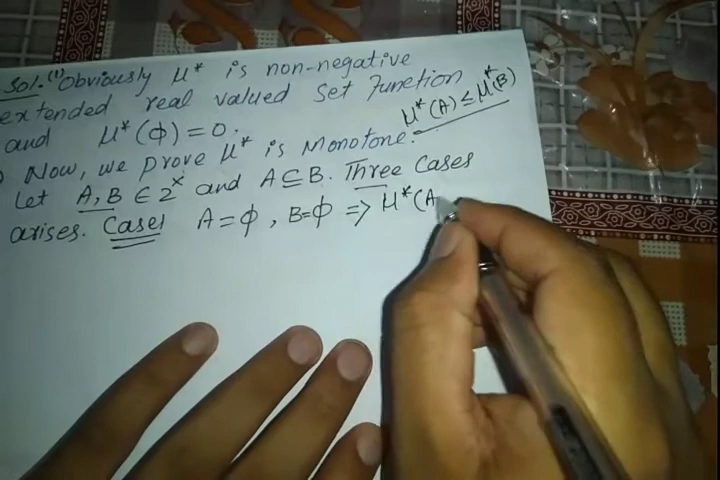 Sol. (1) Obviously μ* is non-negative
extended real valued set Function
and μ*(ϕ) = 0. μ*(A) ≤ μ*(B)
) Now, we prove μ* is Monotone.
Let A, B ∈ 2^x and A ⊆ B. Three Cases
arises. Case1 A = ϕ , B = ϕ => μ*(A